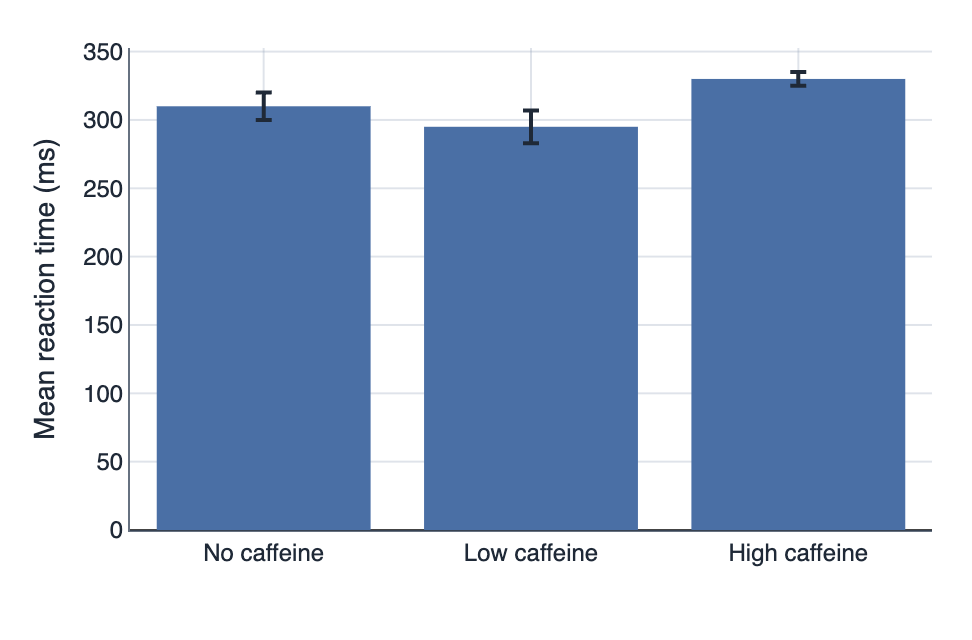 Mean reaction time (ms)
350
300
250
200
150
100
50
0
No caffeine
Low caffeine
High caffeine